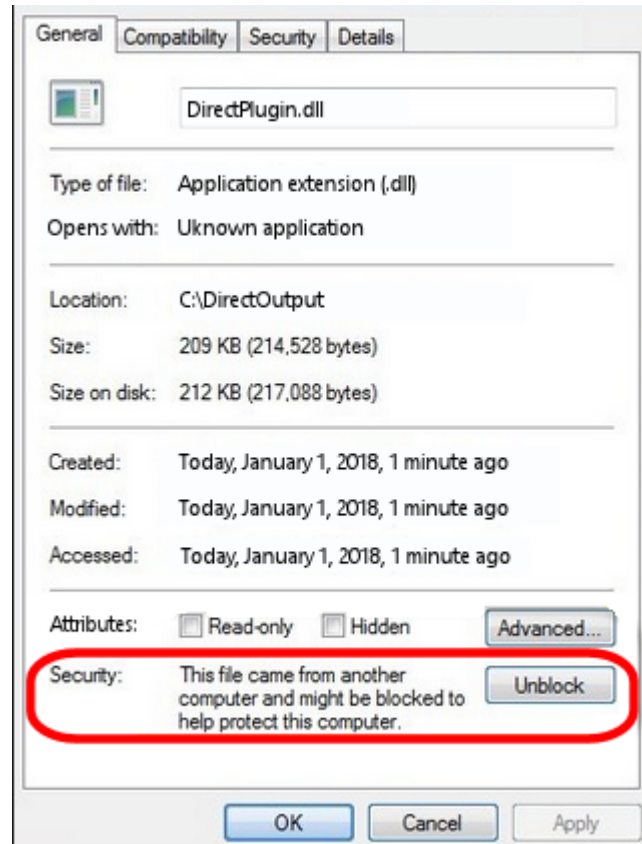 General Compatibility Security Details
DirectPlugin.dll
Type of file: Application extension (.dll)
Opens with: Uknown application
Location: C:\DirectOutput
Size: 209 KB (214,528 bytes)
Size on disk: 212 KB (217,088 bytes)
Created: Today, January 1, 2018, 1 minute ago
Modified: Today, January 1, 2018, 1 minute ago
Accessed: Today, January 1, 2018, 1 minute ago
Attributes: Read-only Hidden Advanced...
Security: This file came from another
computer and might be blocked to
help protect this computer.
Unblock
OK Cancel Apply